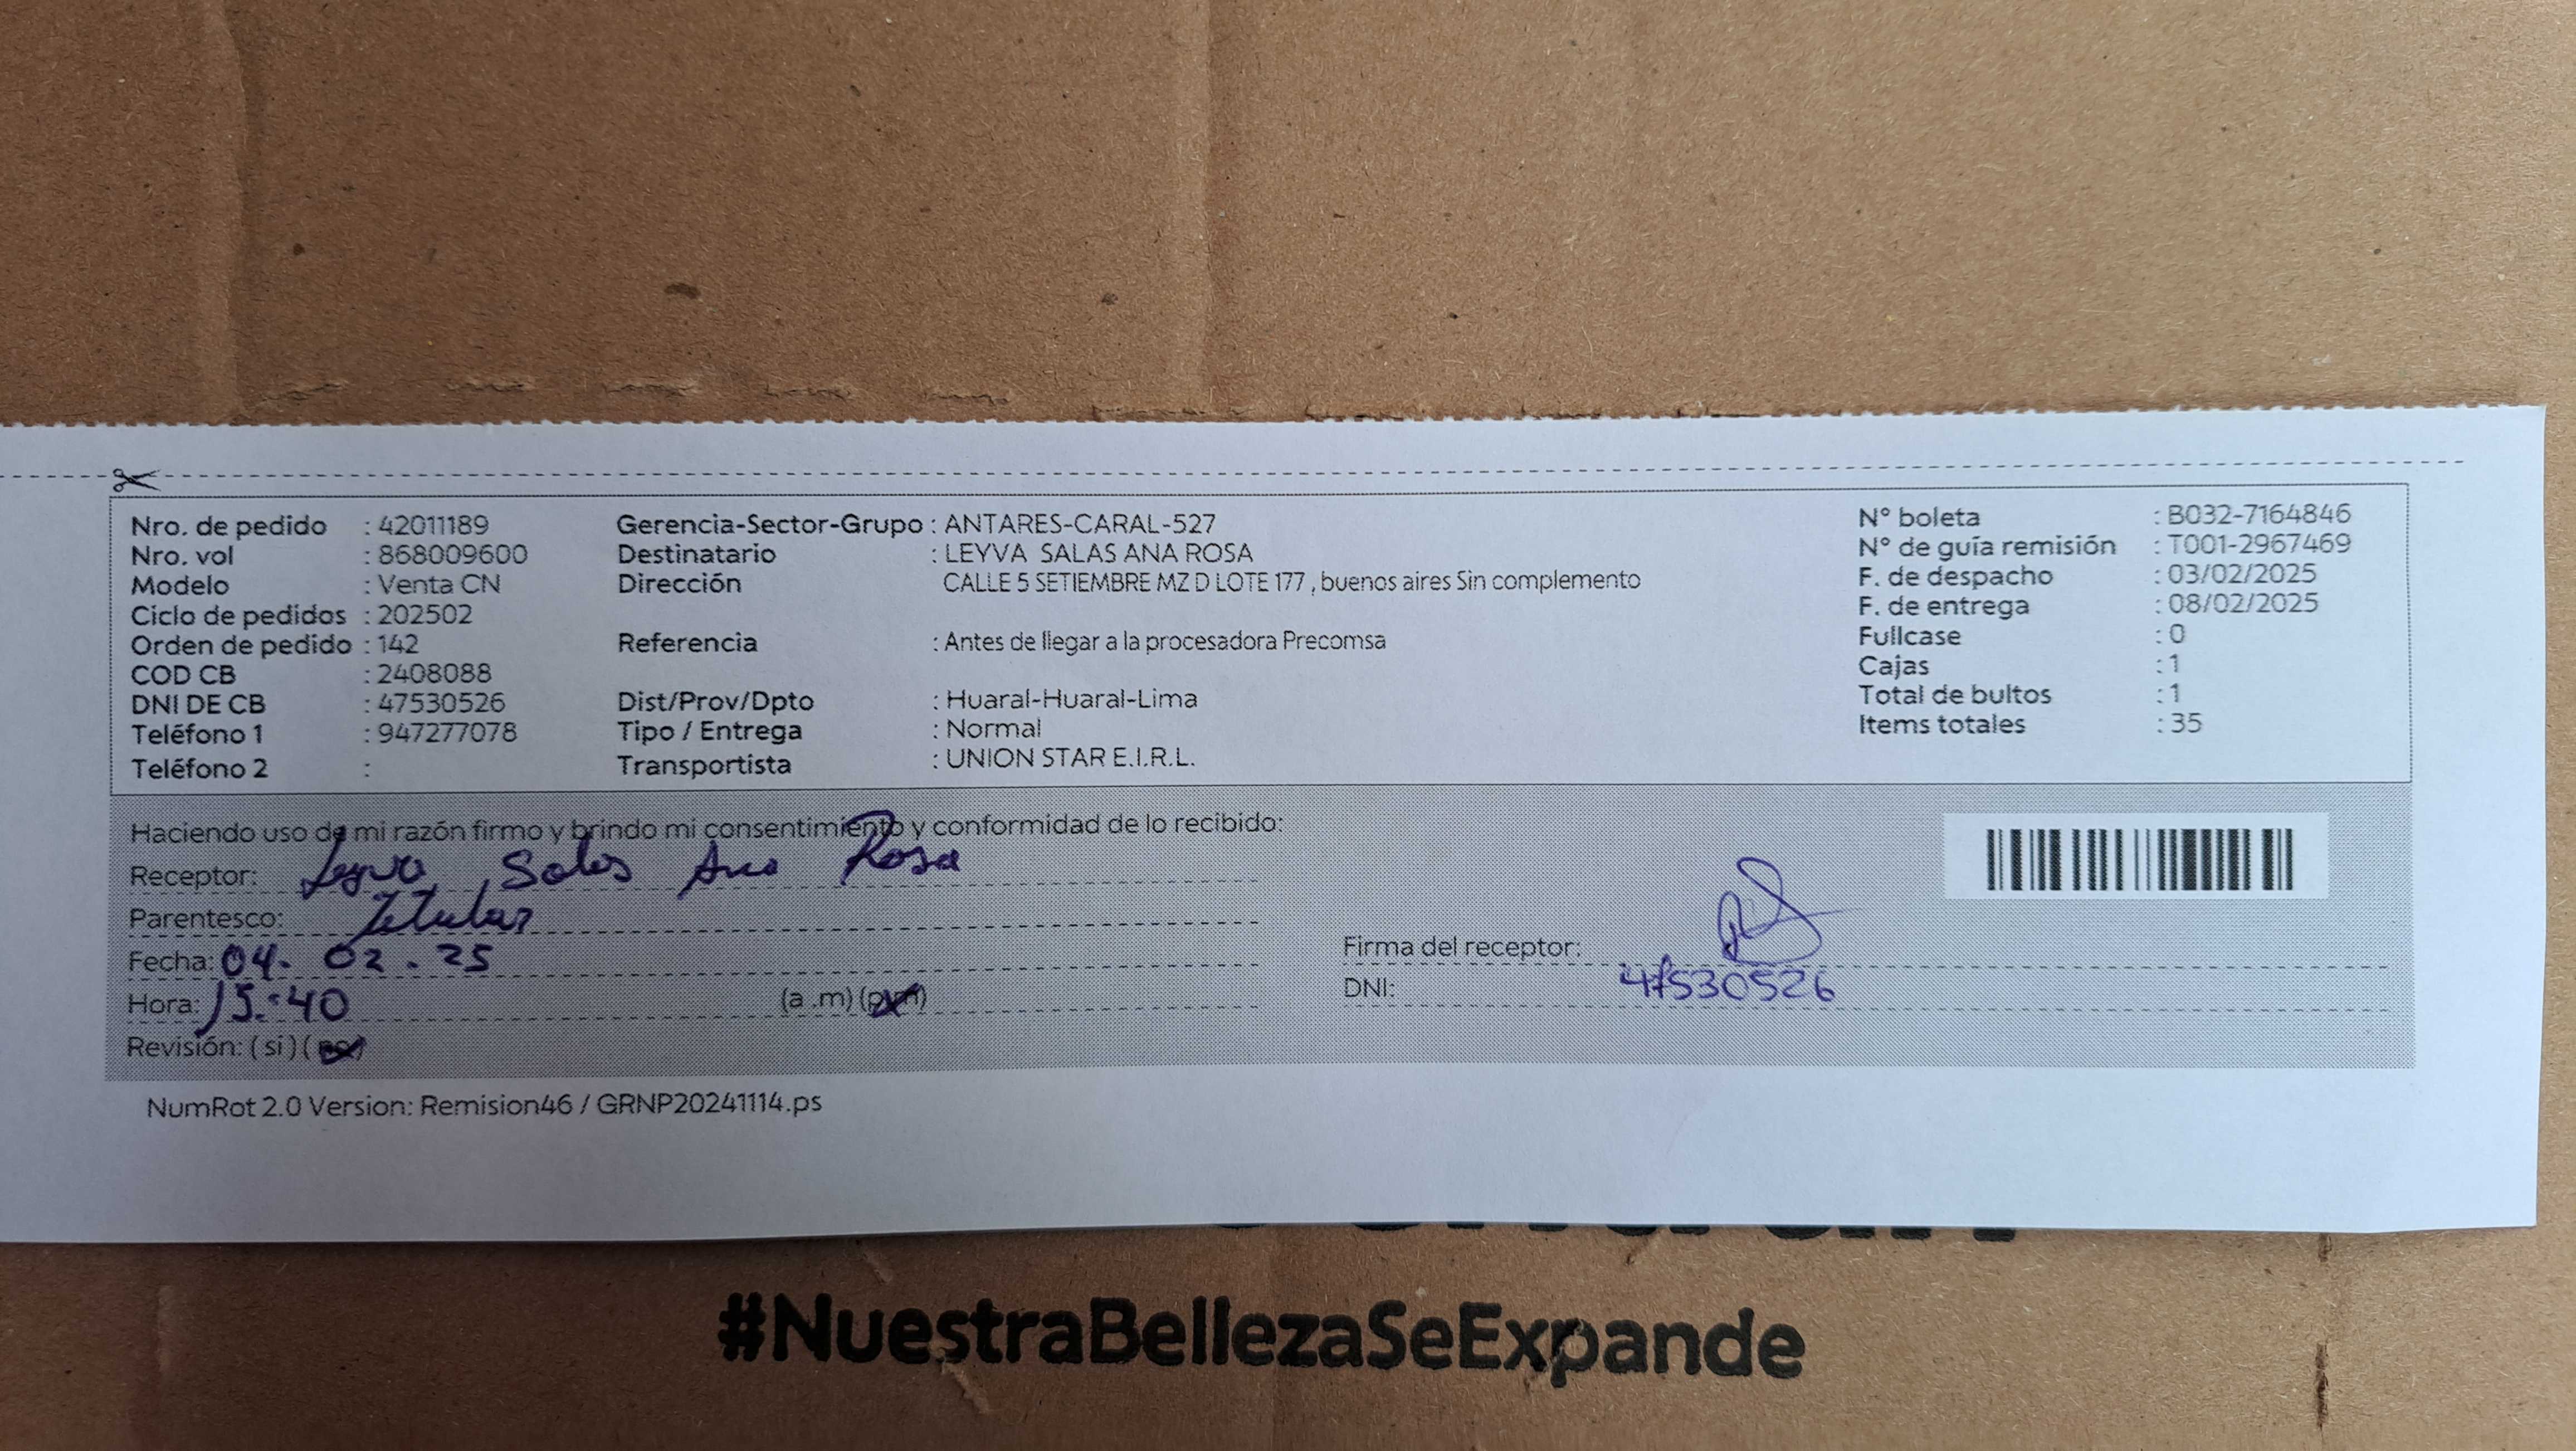 Nro. de pedido : 42011189 Gerencia-Sector-Grupo : ANTARES-CARAL-527 N° boleta : B032-7164846
Nro. vol : 868009600 Destinatario : LEYVA SALAS ANA ROSA N° de guía remisión : T001-2967469
Modelo : Venta CN Dirección CALLE 5 SETIEMBRE MZ D LOTE 177 , buenos aires Sin complemento F. de despacho : 03/02/2025
Ciclo de pedidos : 202502 F. de entrega : 08/02/2025
Orden de pedido : 142 Referencia : Antes de llegar a la procesadora Precomsa Fullcase : 0
COD CB : 2408088 Cajas : 1
DNI DE CB : 47530526 Dist/Prov/Dpto : Huaral-Huaral-Lima Total de bultos : 1
Teléfono 1 : 947277078 Tipo / Entrega : Normal Items totales : 35
Teléfono 2 : Transportista : UNION STAR E.I.R.L.
Haciendo uso de mi razón firmo y brindo mi consentimiento y conformidad de lo recibido:
Receptor: Leyva Salas Ana Rosa
Parentesco: Titular
Fecha: 04. 02. 25 Firma del receptor:
Hora: 15:40 (a .m) (p.m) DNI: 47530526
Revisión: ( si ) ( no )
NumRot 2.0 Version: Remision46 / GRNP20241114.ps
#NuestraBellezaSeExpande